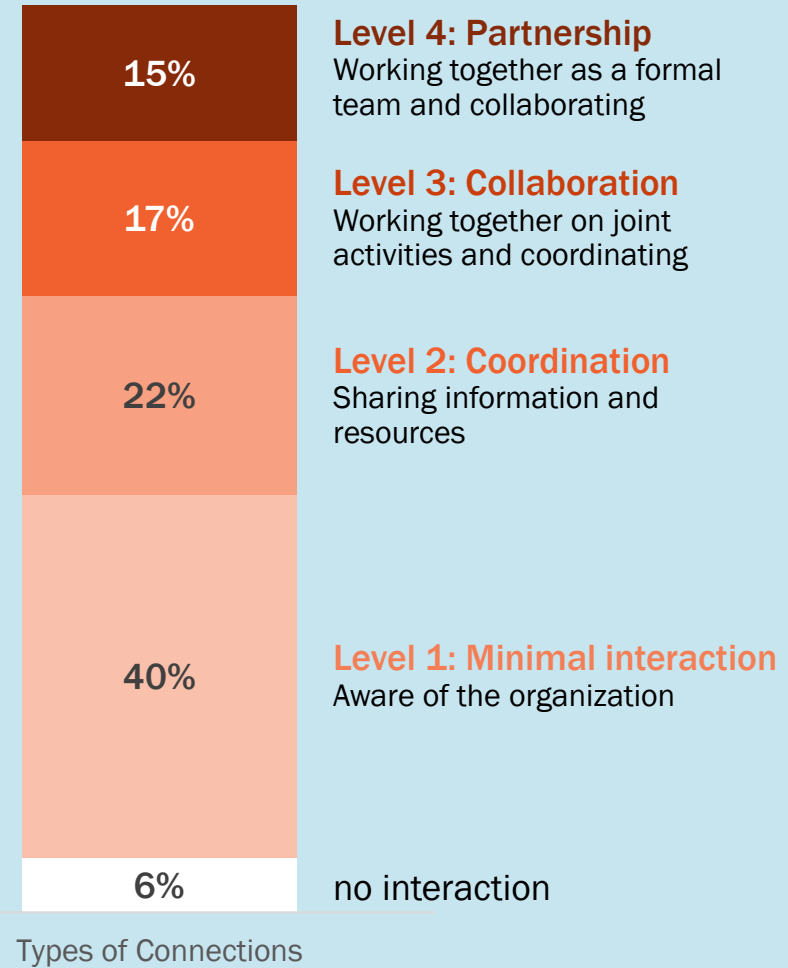 15%
Level 4: Partnership
Working together as a formal
team and collaborating
17%
Level 3: Collaboration
Working together on joint
activities and coordinating
22%
Level 2: Coordination
Sharing information and
resources
40%
Level 1: Minimal interaction
Aware of the organization
6%
no interaction
Types of Connections